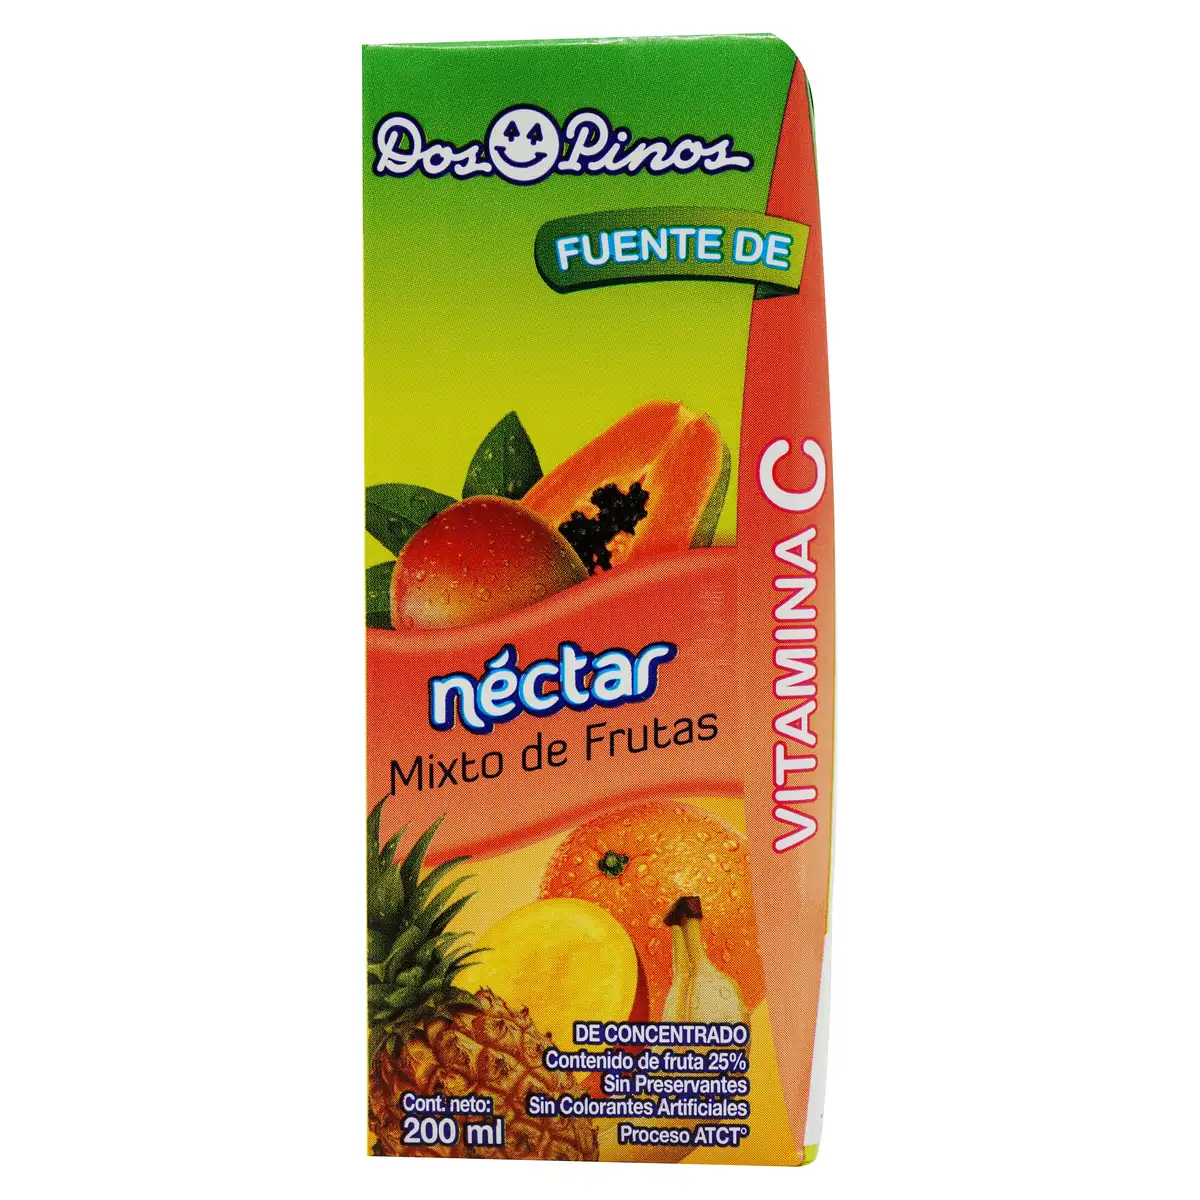 Dos Pinos
FUENTE DE
VITAMINA C
néctar
Mixto de Frutas
DE CONCENTRADO
Contenido de fruta 25%
Sin Preservantes
Sin Colorantes Artificiales
Proceso ATCT°
Cont. neto:
200 ml